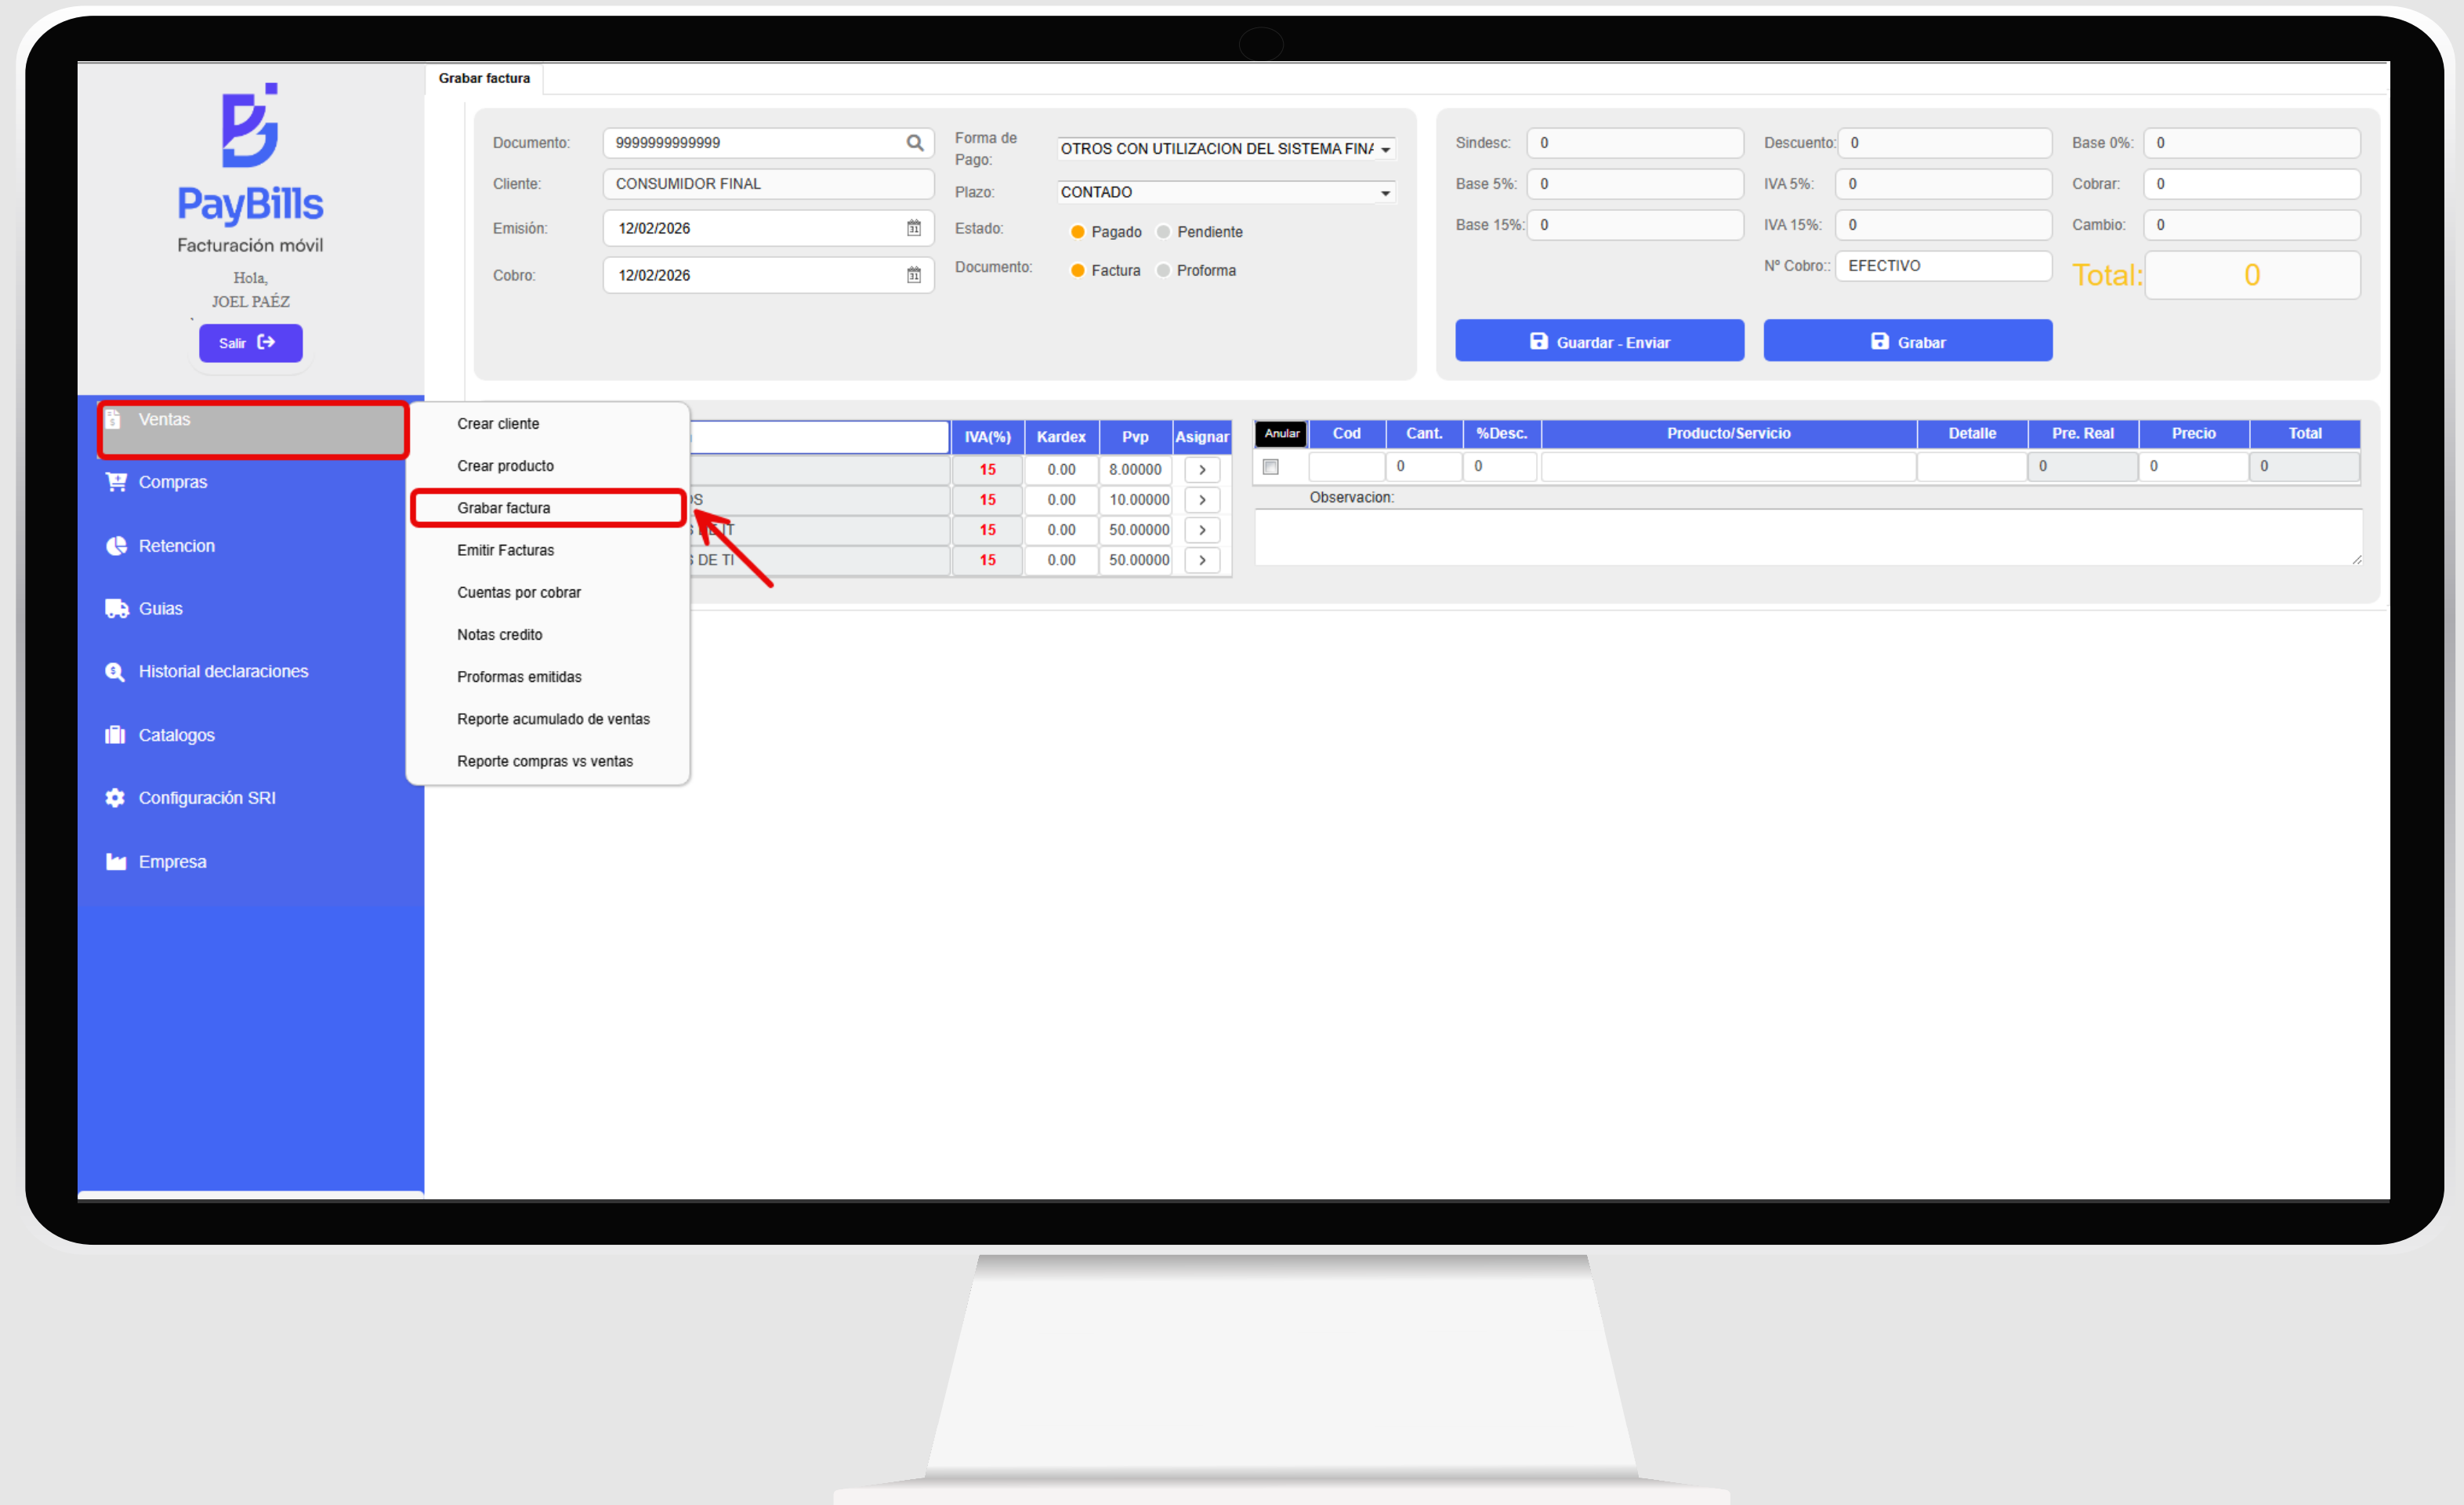 PayBills
Facturación móvil
Hola,
JOEL PAÉZ
Salir
Ventas
Compras
Retencion
Guias
Historial declaraciones
Catalogos
Configuración SRI
Empresa
Grabar factura
Documento: 9999999999999
Cliente: CONSUMIDOR FINAL
Emisión: 12/02/2026
Cobro: 12/02/2026
Forma de Pago: OTROS CON UTILIZACION DEL SISTEMA FINA
Plazo: CONTADO
Estado: Pagado Pendiente
Documento: Factura Proforma
Sindesc: 0 Descuento: 0 Base 0%: 0
Base 5%: 0 IVA 5%: 0 Cobrar: 0
Base 15%: 0 IVA 15%: 0 Cambio: 0
Nº Cobro:: EFECTIVO Total: 0
Guardar - Enviar Grabar
Crear cliente
Crear producto
Grabar factura
Emitir Facturas
Cuentas por cobrar
Notas credito
Proformas emitidas
Reporte acumulado de ventas
Reporte compras vs ventas
IVA(%) Kardex Pvp Asignar
15 0.00 8.00000 >
OS 15 0.00 10.00000 >
DE IT 15 0.00 50.00000 >
S DE TI 15 0.00 50.00000 >
Anular Cod Cant. %Desc. Producto/Servicio Detalle Pre. Real Precio Total
0 0 0 0 0
Observacion: